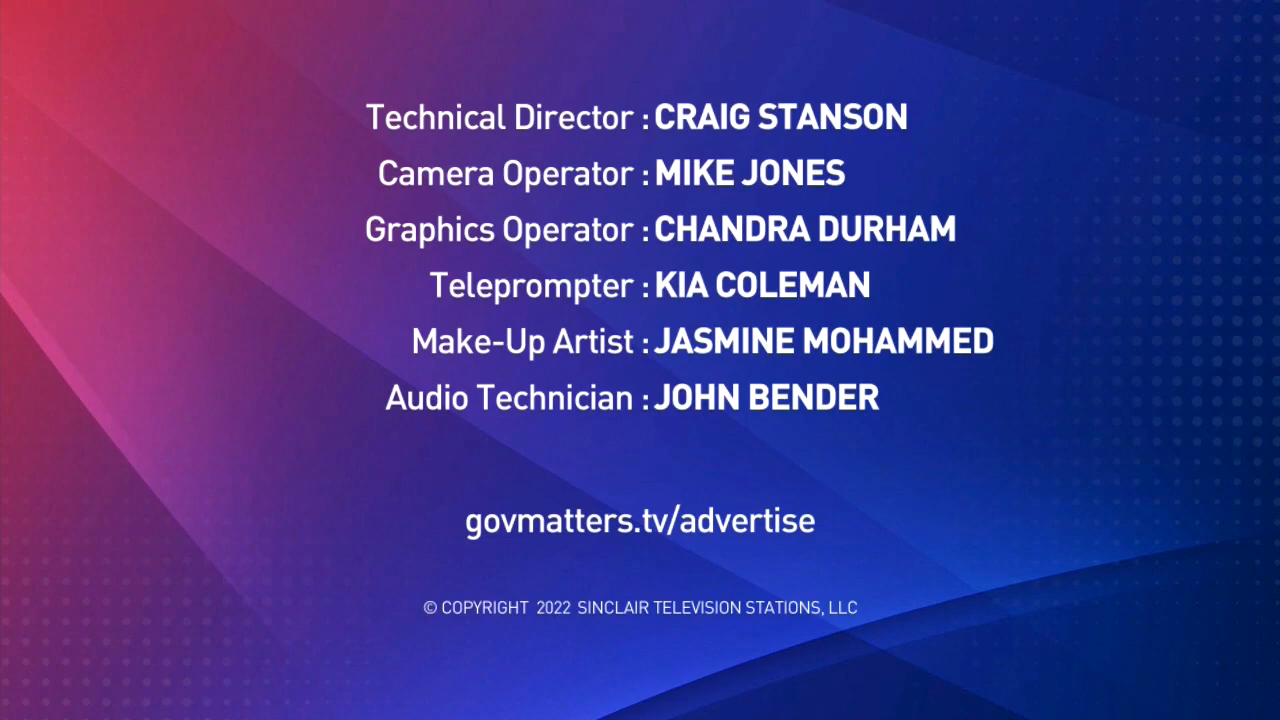 Technical Director : CRAIG STANSON
Camera Operator : MIKE JONES
Graphics Operator : CHANDRA DURHAM
Teleprompter : KIA COLEMAN
Make-Up Artist : JASMINE MOHAMMED
Audio Technician : JOHN BENDER
govmatters.tv/advertise
© COPYRIGHT 2022 SINCLAIR TELEVISION STATIONS, LLC